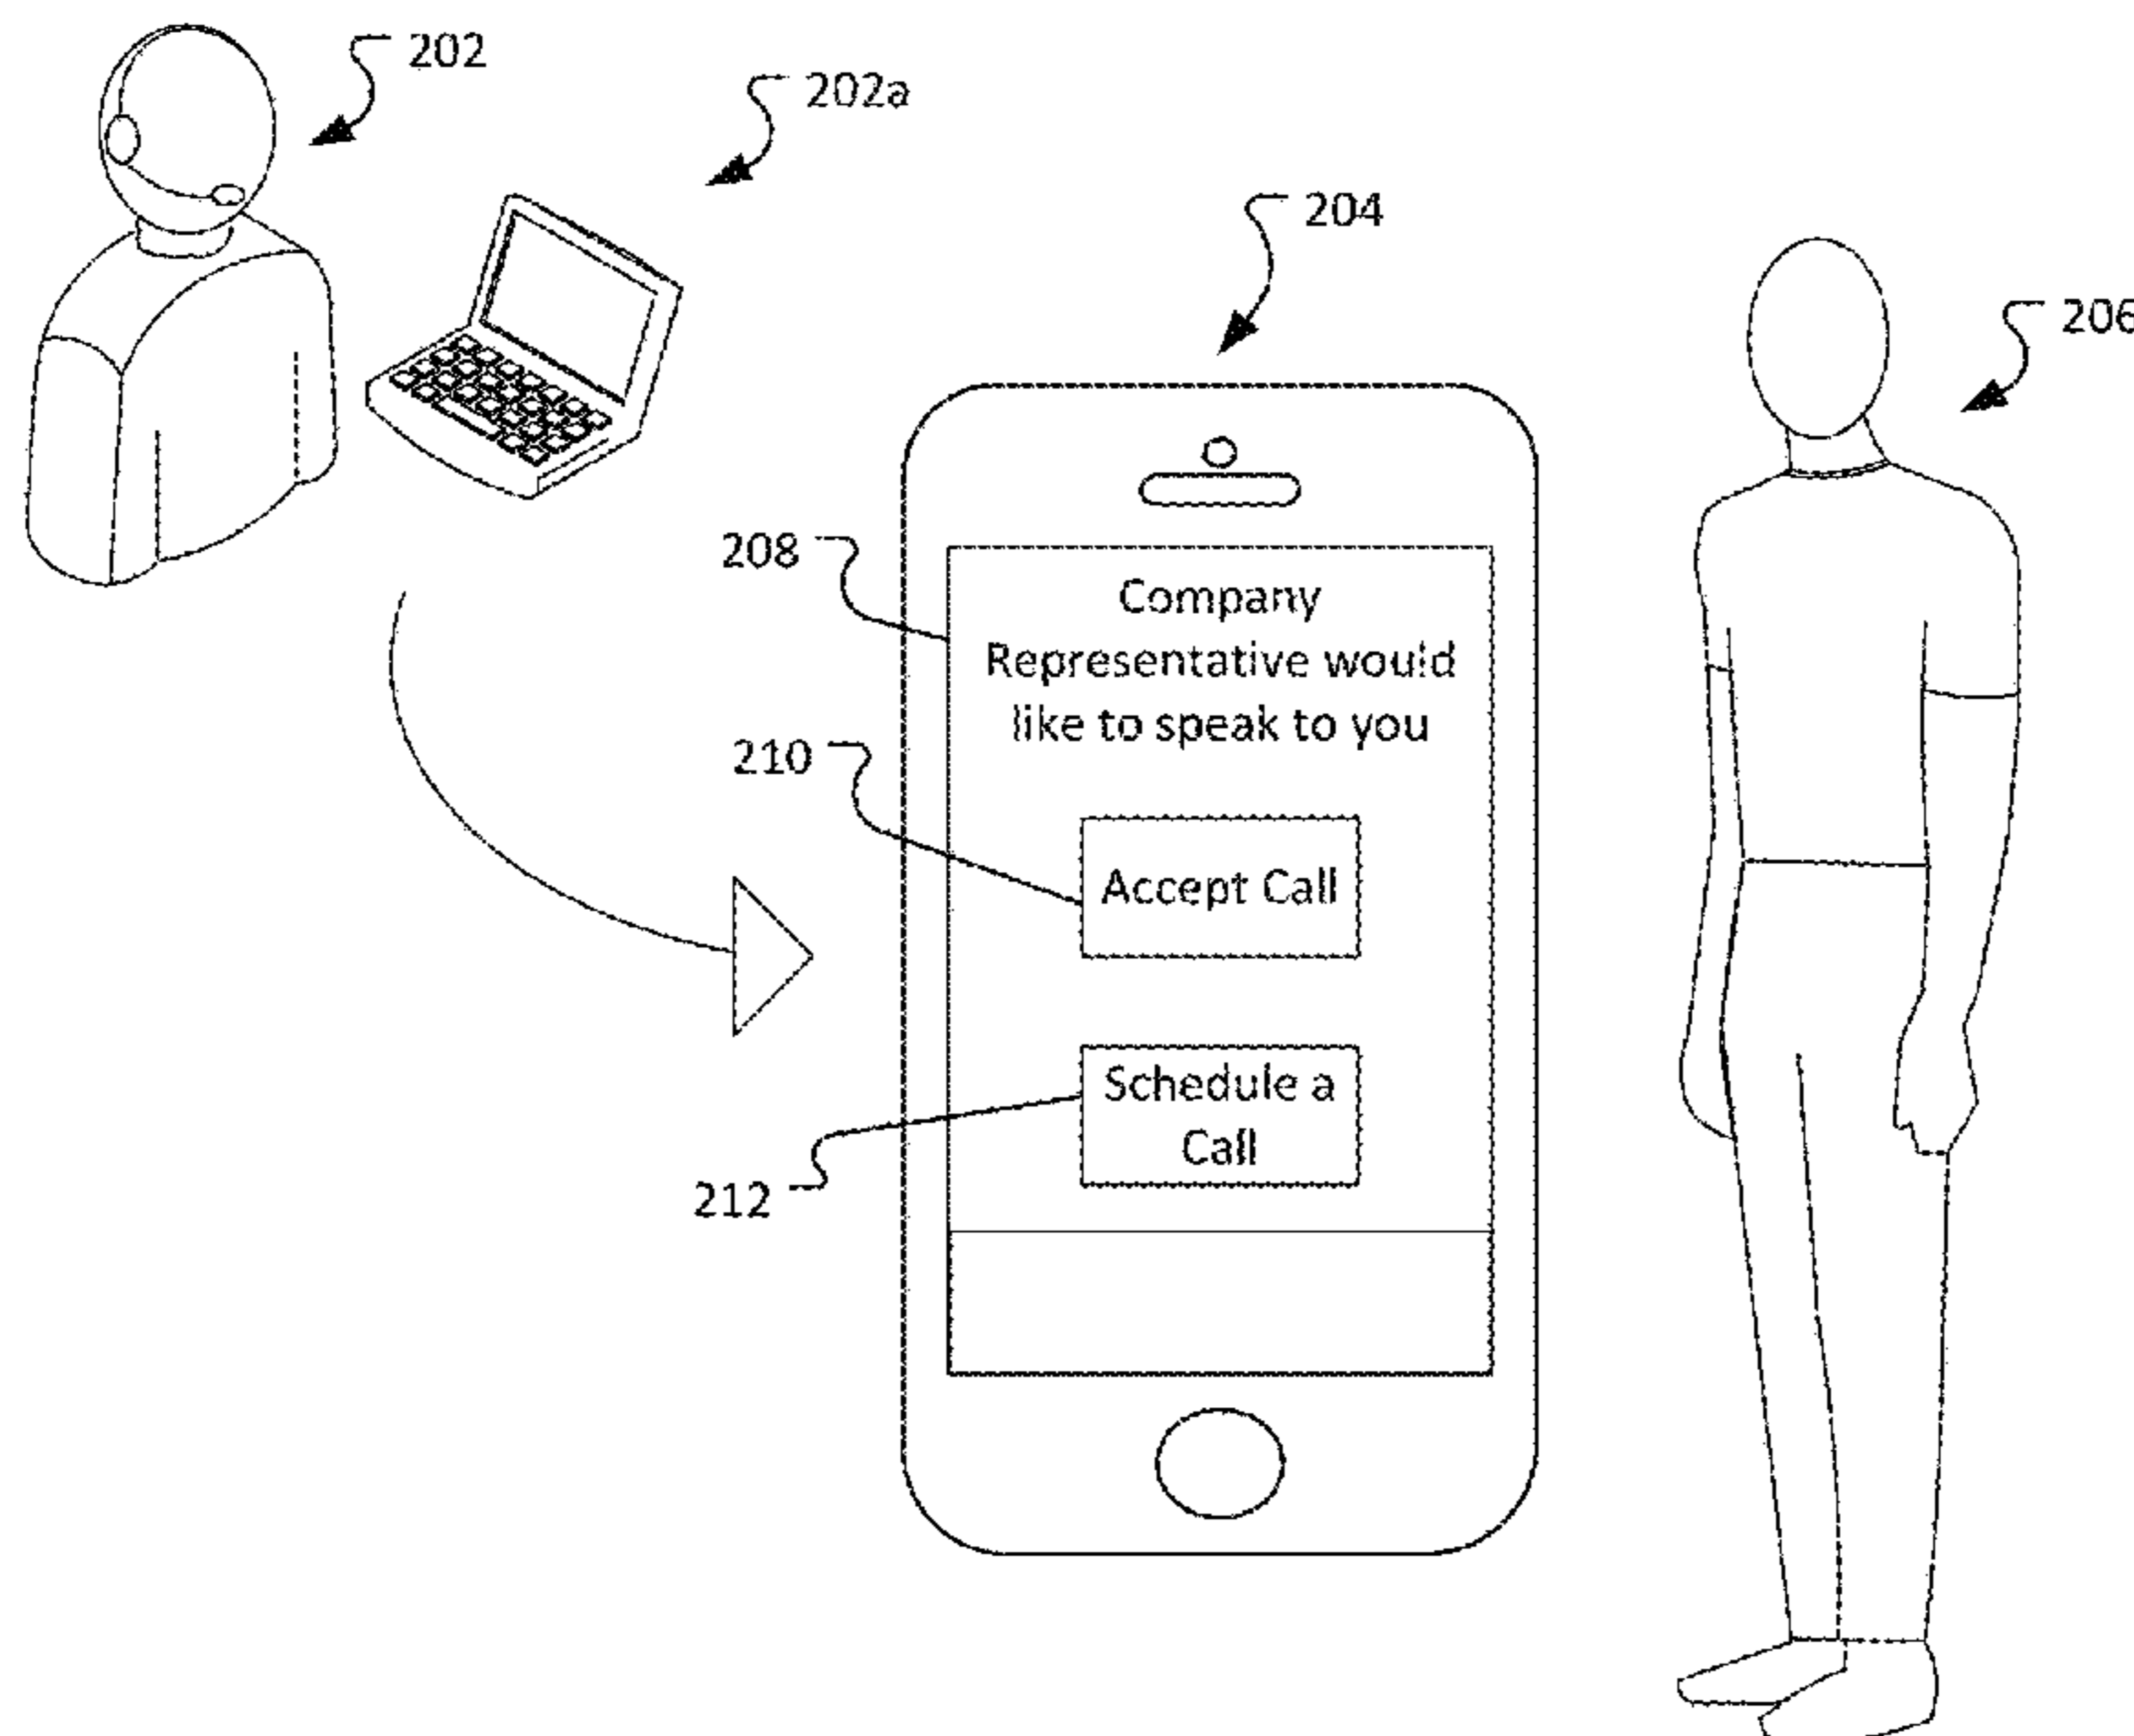 202
202a
204
206
208
Company
Representative would
like to speak to you
210
Accept Call
Schedule a
Call
212